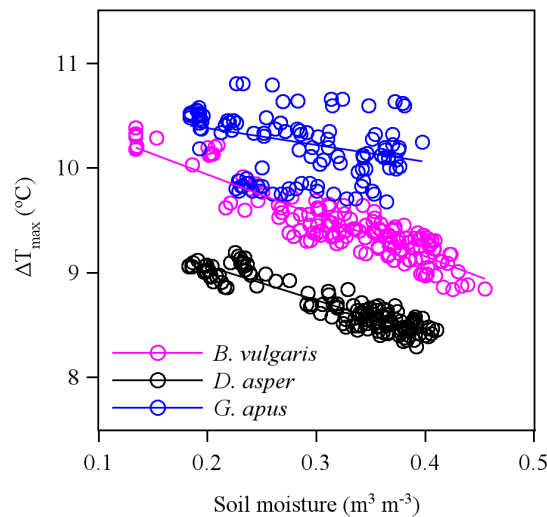 11
10
9
8
ΔTmax (ºC)
B. vulgaris
D. asper
G. apus
0.1 0.2 0.3 0.4 0.5
Soil moisture (m³ m⁻³)